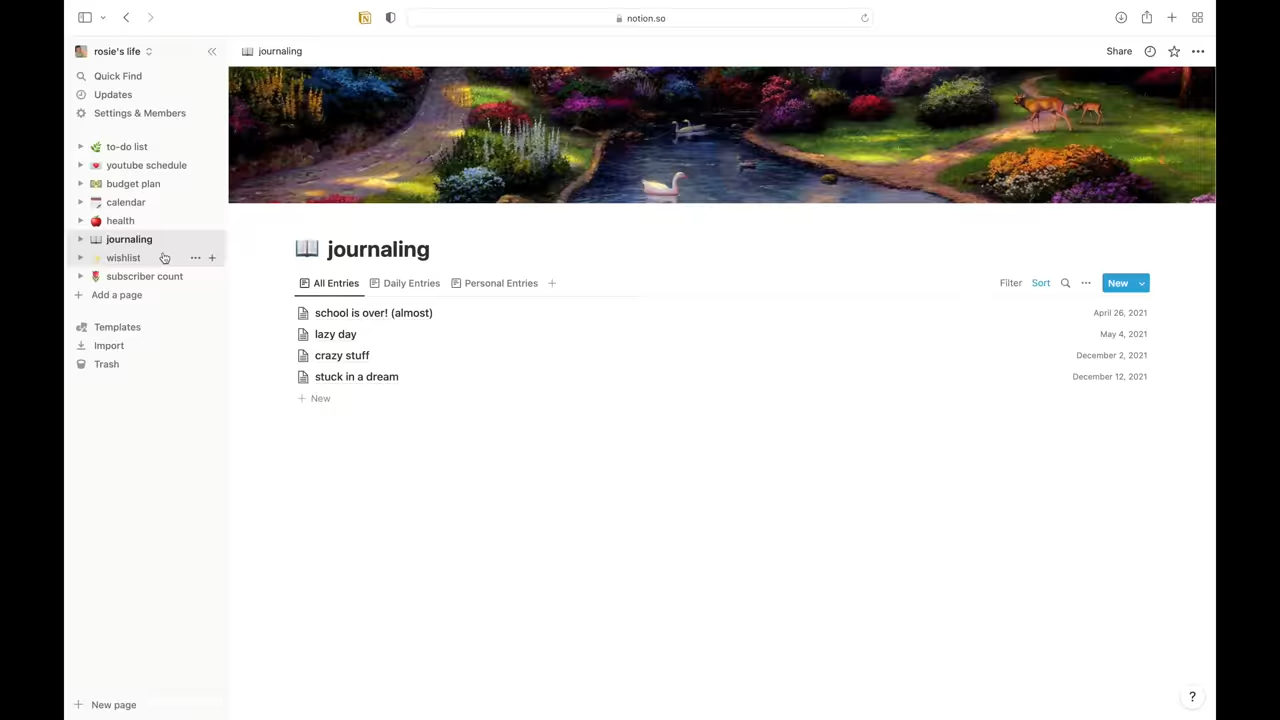 notion.so
rosie's life
journaling
Share
Quick Find
Updates
Settings & Members
to-do list
youtube schedule
budget plan
calendar
health
journaling
wishlist
subscriber count
Add a page
Templates
Import
Trash
New page
journaling
All Entries Daily Entries Personal Entries
Filter Sort New
school is over! (almost) April 26, 2021
lazy day May 4, 2021
crazy stuff December 2, 2021
stuck in a dream December 12, 2021
New
?